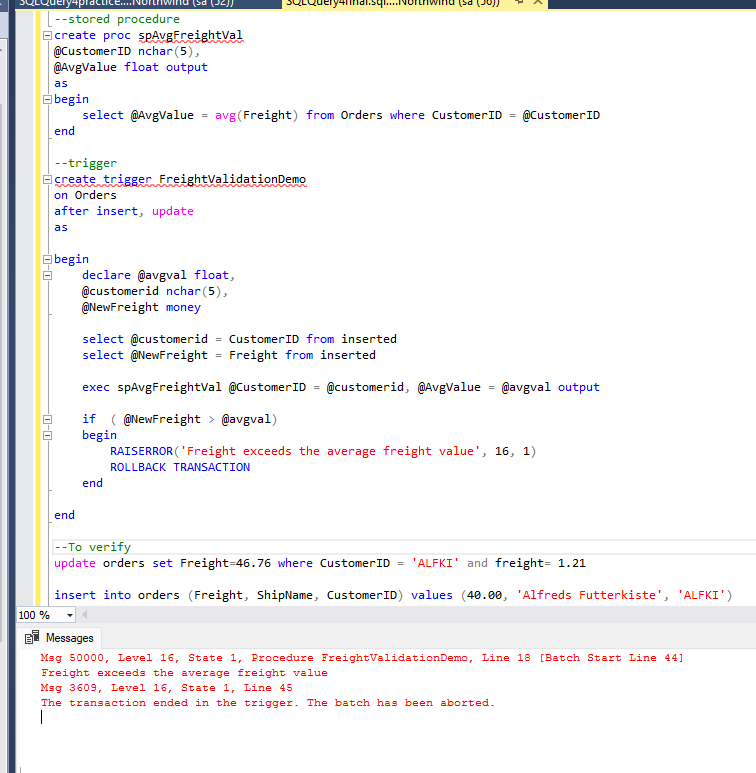 SQLQuery4practice....Northwind (sa (52))
SQLQuery4final.sql....Northwind (sa (56))
--stored procedure
create proc spAvgFreightVal
@CustomerID nchar(5),
@AvgValue float output
as
begin
    select @AvgValue = avg(Freight) from Orders where CustomerID = @CustomerID
end
--trigger
create trigger FreightValidationDemo
on Orders
after insert, update
as
begin
    declare @avgval float,
    @customerid nchar(5),
    @NewFreight money
    select @customerid = CustomerID from inserted
    select @NewFreight = Freight from inserted
    exec spAvgFreightVal @CustomerID = @customerid, @AvgValue = @avgval output
    if  ( @NewFreight > @avgval)
    begin
        RAISERROR('Freight exceeds the average freight value', 16, 1)
        ROLLBACK TRANSACTION
    end
end
--To verify
update orders set Freight=46.76 where CustomerID = 'ALFKI' and freight= 1.21
insert into orders (Freight, ShipName, CustomerID) values (40.00, 'Alfreds Futterkiste', 'ALFKI')
100 %
Messages
Msg 50000, Level 16, State 1, Procedure FreightValidationDemo, Line 18 [Batch Start Line 44]
Freight exceeds the average freight value
Msg 3609, Level 16, State 1, Line 45
The transaction ended in the trigger. The batch has been aborted.